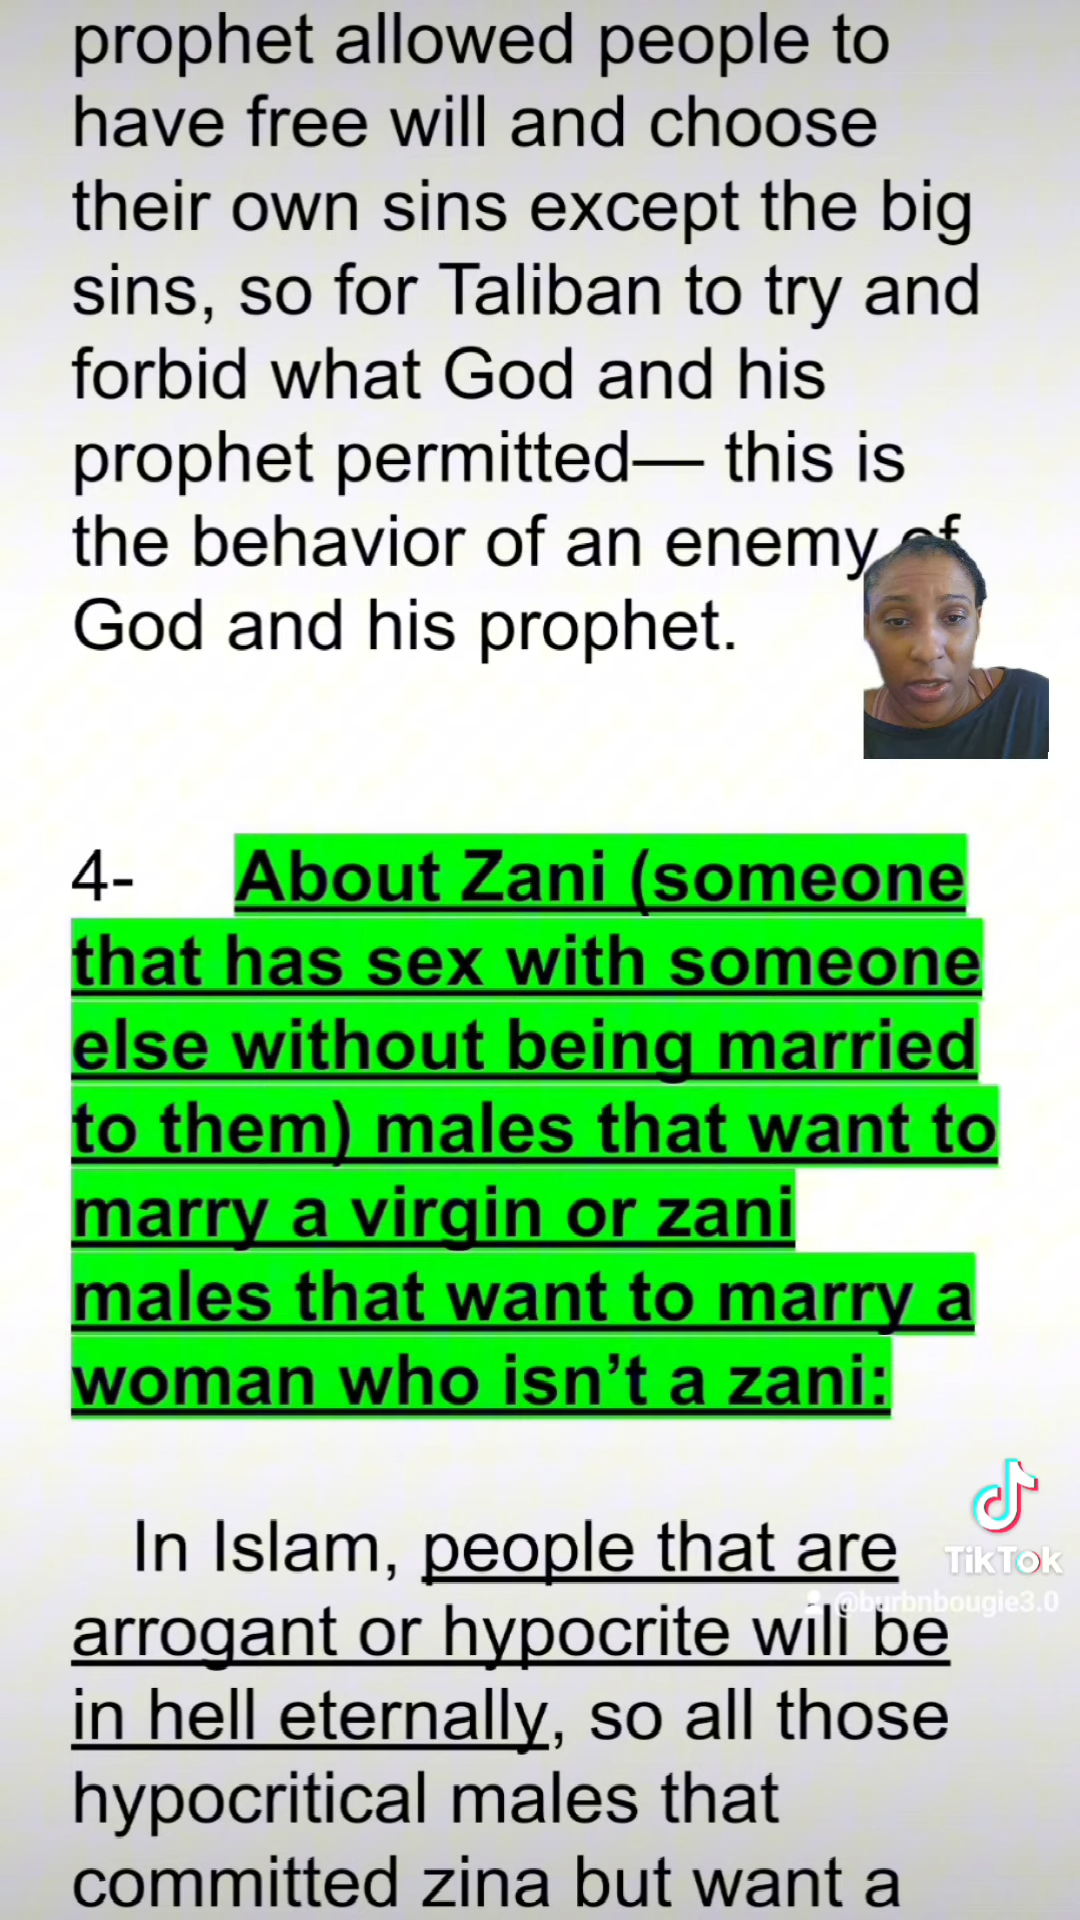 prophet allowed people to
have free will and choose
their own sins except the big
sins, so for Taliban to try and
forbid what God and his
prophet permitted— this is
the behavior of an enemy of
God and his prophet.
4- About Zani (someone
that has sex with someone
else without being married
to them) males that want to
marry a virgin or zani
males that want to marry a
woman who isn't a zani:
In Islam, people that are
arrogant or hypocrite will be
in hell eternally, so all those
hypocritical males that
committed zina but want a
TikTok
@burbnbougie3.0